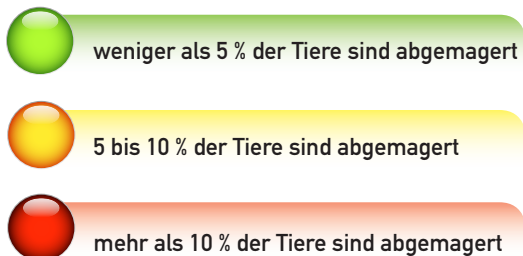 weniger als 5 % der Tiere sind abgemagert
5 bis 10 % der Tiere sind abgemagert
mehr als 10 % der Tiere sind abgemagert